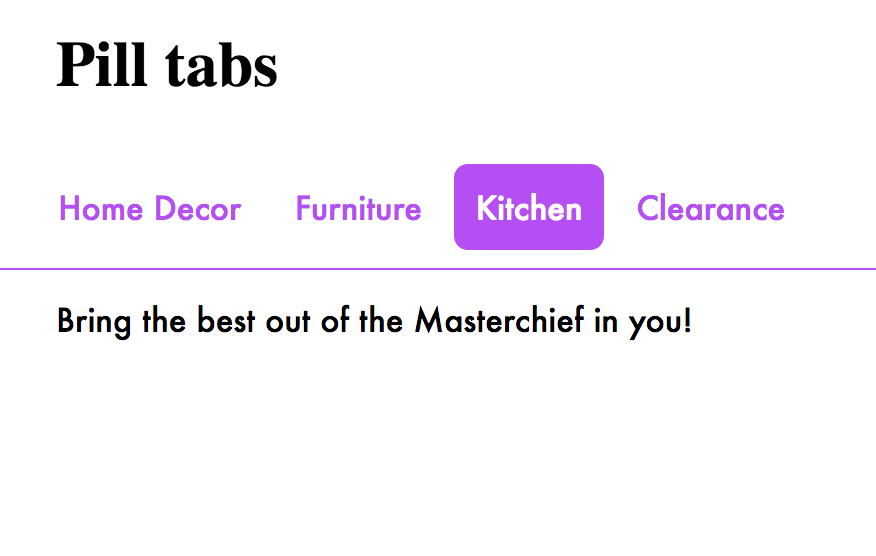 Pill tabs
Home Decor Furniture Kitchen Clearance
Bring the best out of the Masterchief in you!